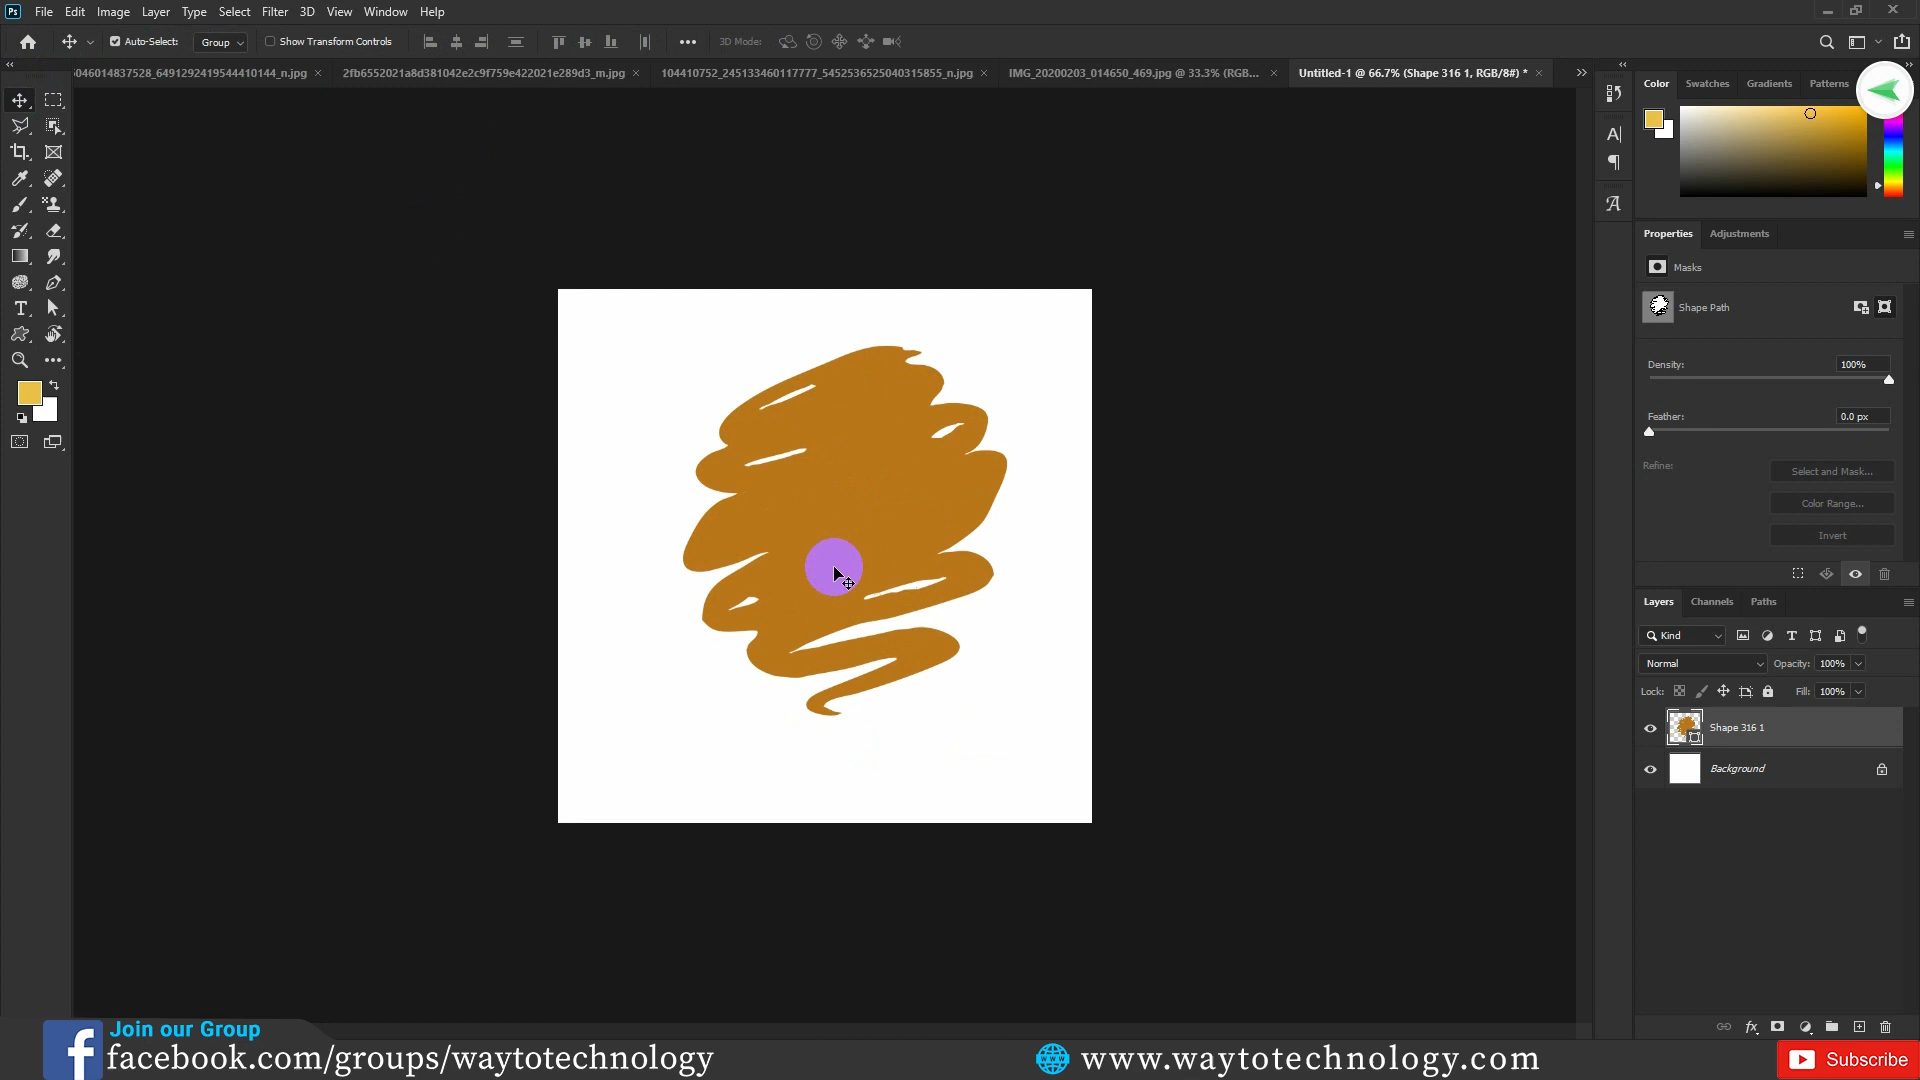 Ps File Edit Image Layer Type Select Filter 3D View Window Help
Auto-Select: Group Show Transform Controls 3D Mode:
5046014837528_6491292419544410144_n.jpg × 2fb6552021a8d381042e2c9f759e422021e289d3_m.jpg × 104410752_245133460117777_5452536525040315855_n.jpg × IMG_20200203_014650_469.jpg @ 33.3% (RGB... × Untitled-1 @ 66.7% (Shape 316 1, RGB/8#) * ×
Color Swatches Gradients Patterns
Properties Adjustments
Masks
Shape Path
Density: 100%
Feather: 0.0 px
Refine: Select and Mask...
Color Range...
Invert
Layers Channels Paths
Kind
Normal Opacity: 100%
Lock: Fill: 100%
Shape 316 1
Background
Join our Group
facebook.com/groups/waytotechnology
www.waytotechnology.com
Subscribe